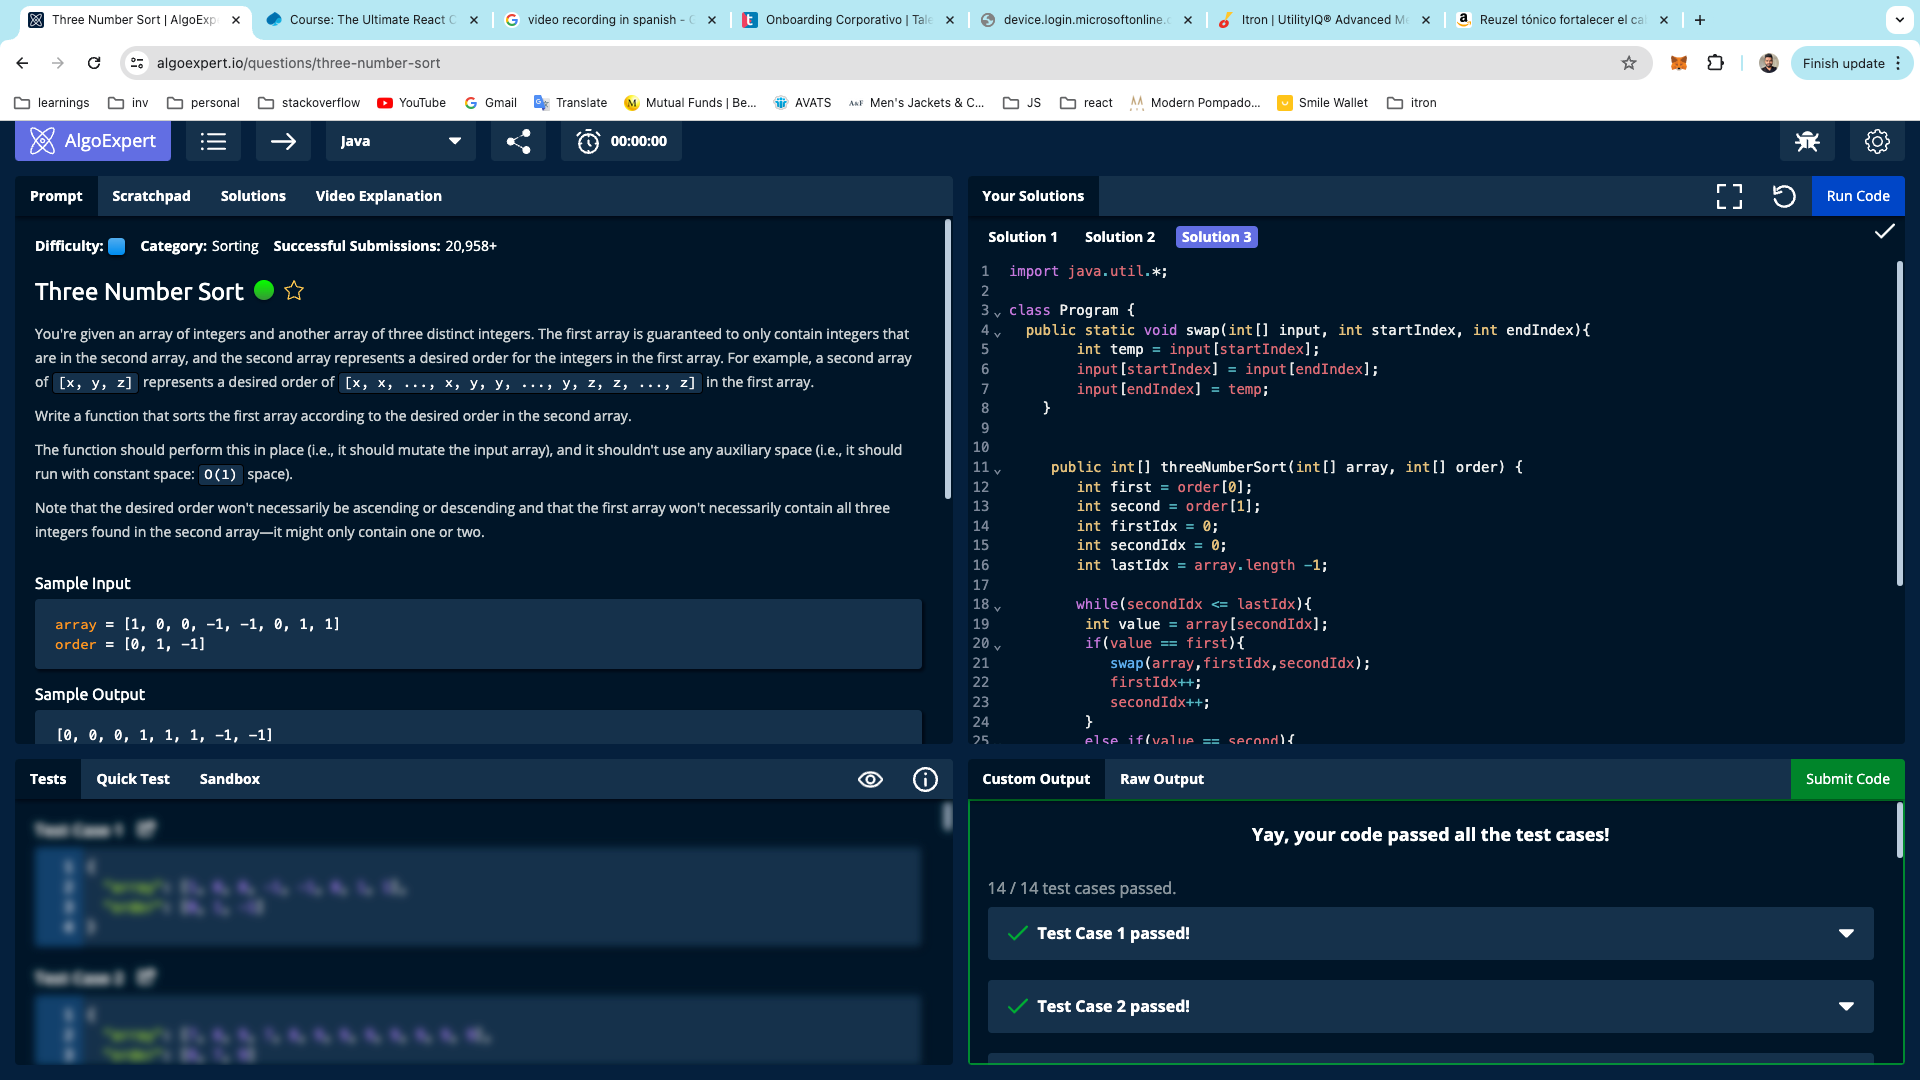 Three Number Sort | AlgoExpe
Course: The Ultimate React C
video recording in spanish - G
Onboarding Corporativo | Tale
device.login.microsoftonline.c
Itron | UtilityIQ® Advanced Me
Reuzel tónico fortalecer el ca
algoexpert.io/questions/three-number-sort
Finish update
learnings
inv
personal
stackoverflow
YouTube
Gmail
Translate
Mutual Funds | Be...
AVATS
A&F Men's Jackets & C...
JS
react
Modern Pompado...
Smile Wallet
itron
AlgoExpert
Java
00:00:00
Prompt
Scratchpad
Solutions
Video Explanation
Difficulty: Category: Sorting Successful Submissions: 20,958+
Three Number Sort
You're given an array of integers and another array of three distinct integers. The first array is guaranteed to only contain integers that
are in the second array, and the second array represents a desired order for the integers in the first array. For example, a second array
of [x, y, z] represents a desired order of [x, x, ..., x, y, y, ..., y, z, z, ..., z] in the first array.
Write a function that sorts the first array according to the desired order in the second array.
The function should perform this in place (i.e., it should mutate the input array), and it shouldn't use any auxiliary space (i.e., it should
run with constant space: O(1) space).
Note that the desired order won't necessarily be ascending or descending and that the first array won't necessarily contain all three
integers found in the second array—it might only contain one or two.
Sample Input
array = [1, 0, 0, -1, -1, 0, 1, 1]
order = [0, 1, -1]
Sample Output
[0, 0, 0, 1, 1, 1, -1, -1]
Your Solutions
Run Code
Solution 1
Solution 2
Solution 3
1 import java.util.*;
2
3 class Program {
4 public static void swap(int[] input, int startIndex, int endIndex){
5 int temp = input[startIndex];
6 input[startIndex] = input[endIndex];
7 input[endIndex] = temp;
8 }
9
10
11 public int[] threeNumberSort(int[] array, int[] order) {
12 int first = order[0];
13 int second = order[1];
14 int firstIdx = 0;
15 int secondIdx = 0;
16 int lastIdx = array.length -1;
17
18 while(secondIdx <= lastIdx){
19 int value = array[secondIdx];
20 if(value == first){
21 swap(array,firstIdx,secondIdx);
22 firstIdx++;
23 secondIdx++;
24 }
25 else if(value == second){
Tests
Quick Test
Sandbox
Test Case 1
Test Case 2
Custom Output
Raw Output
Submit Code
Yay, your code passed all the test cases!
14 / 14 test cases passed.
Test Case 1 passed!
Test Case 2 passed!